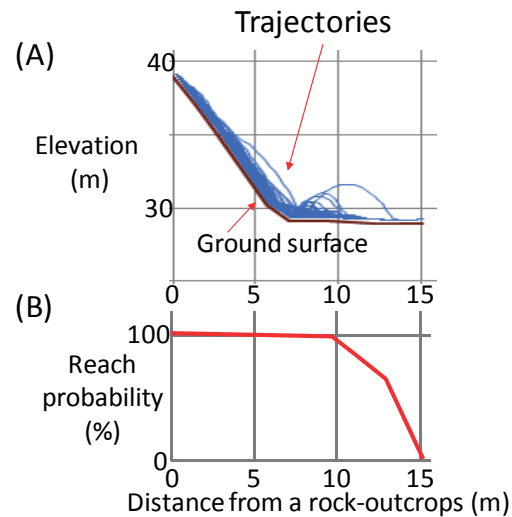 Trajectories
(A)
40
Elevation
(m)
30
Ground surface
0 5 10 15
(B)
100
Reach
probability
(%)
0
0 5 10 15
Distance from a rock-outcrops (m)